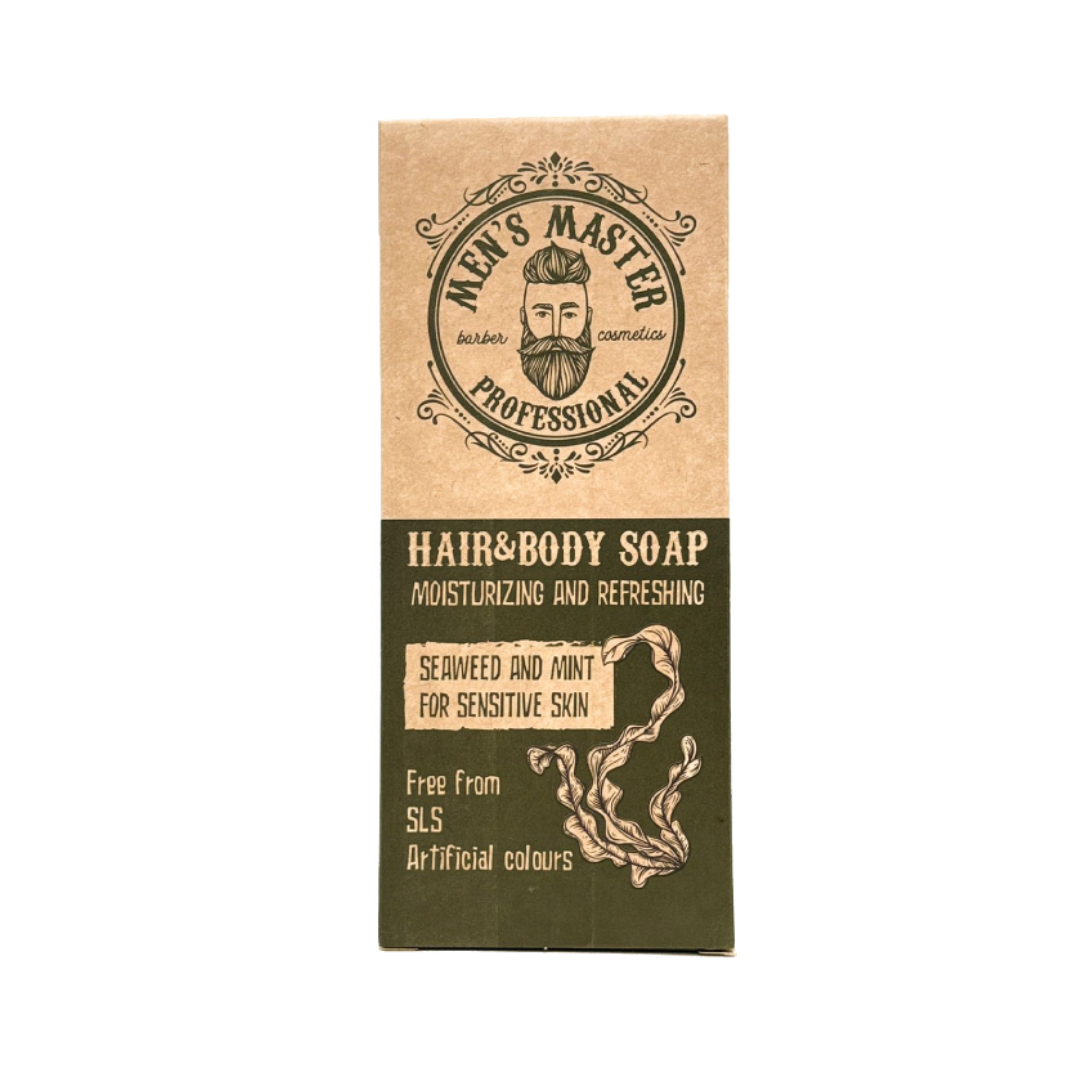 MEN'S MASTER
barber cosmetics
PROFESSIONAL
HAIR&BODY SOAP
MOISTURIZING AND REFRESHING
SEAWEED AND MINT
FOR SENSITIVE SKIN
Free from
SLS
Artificial colours